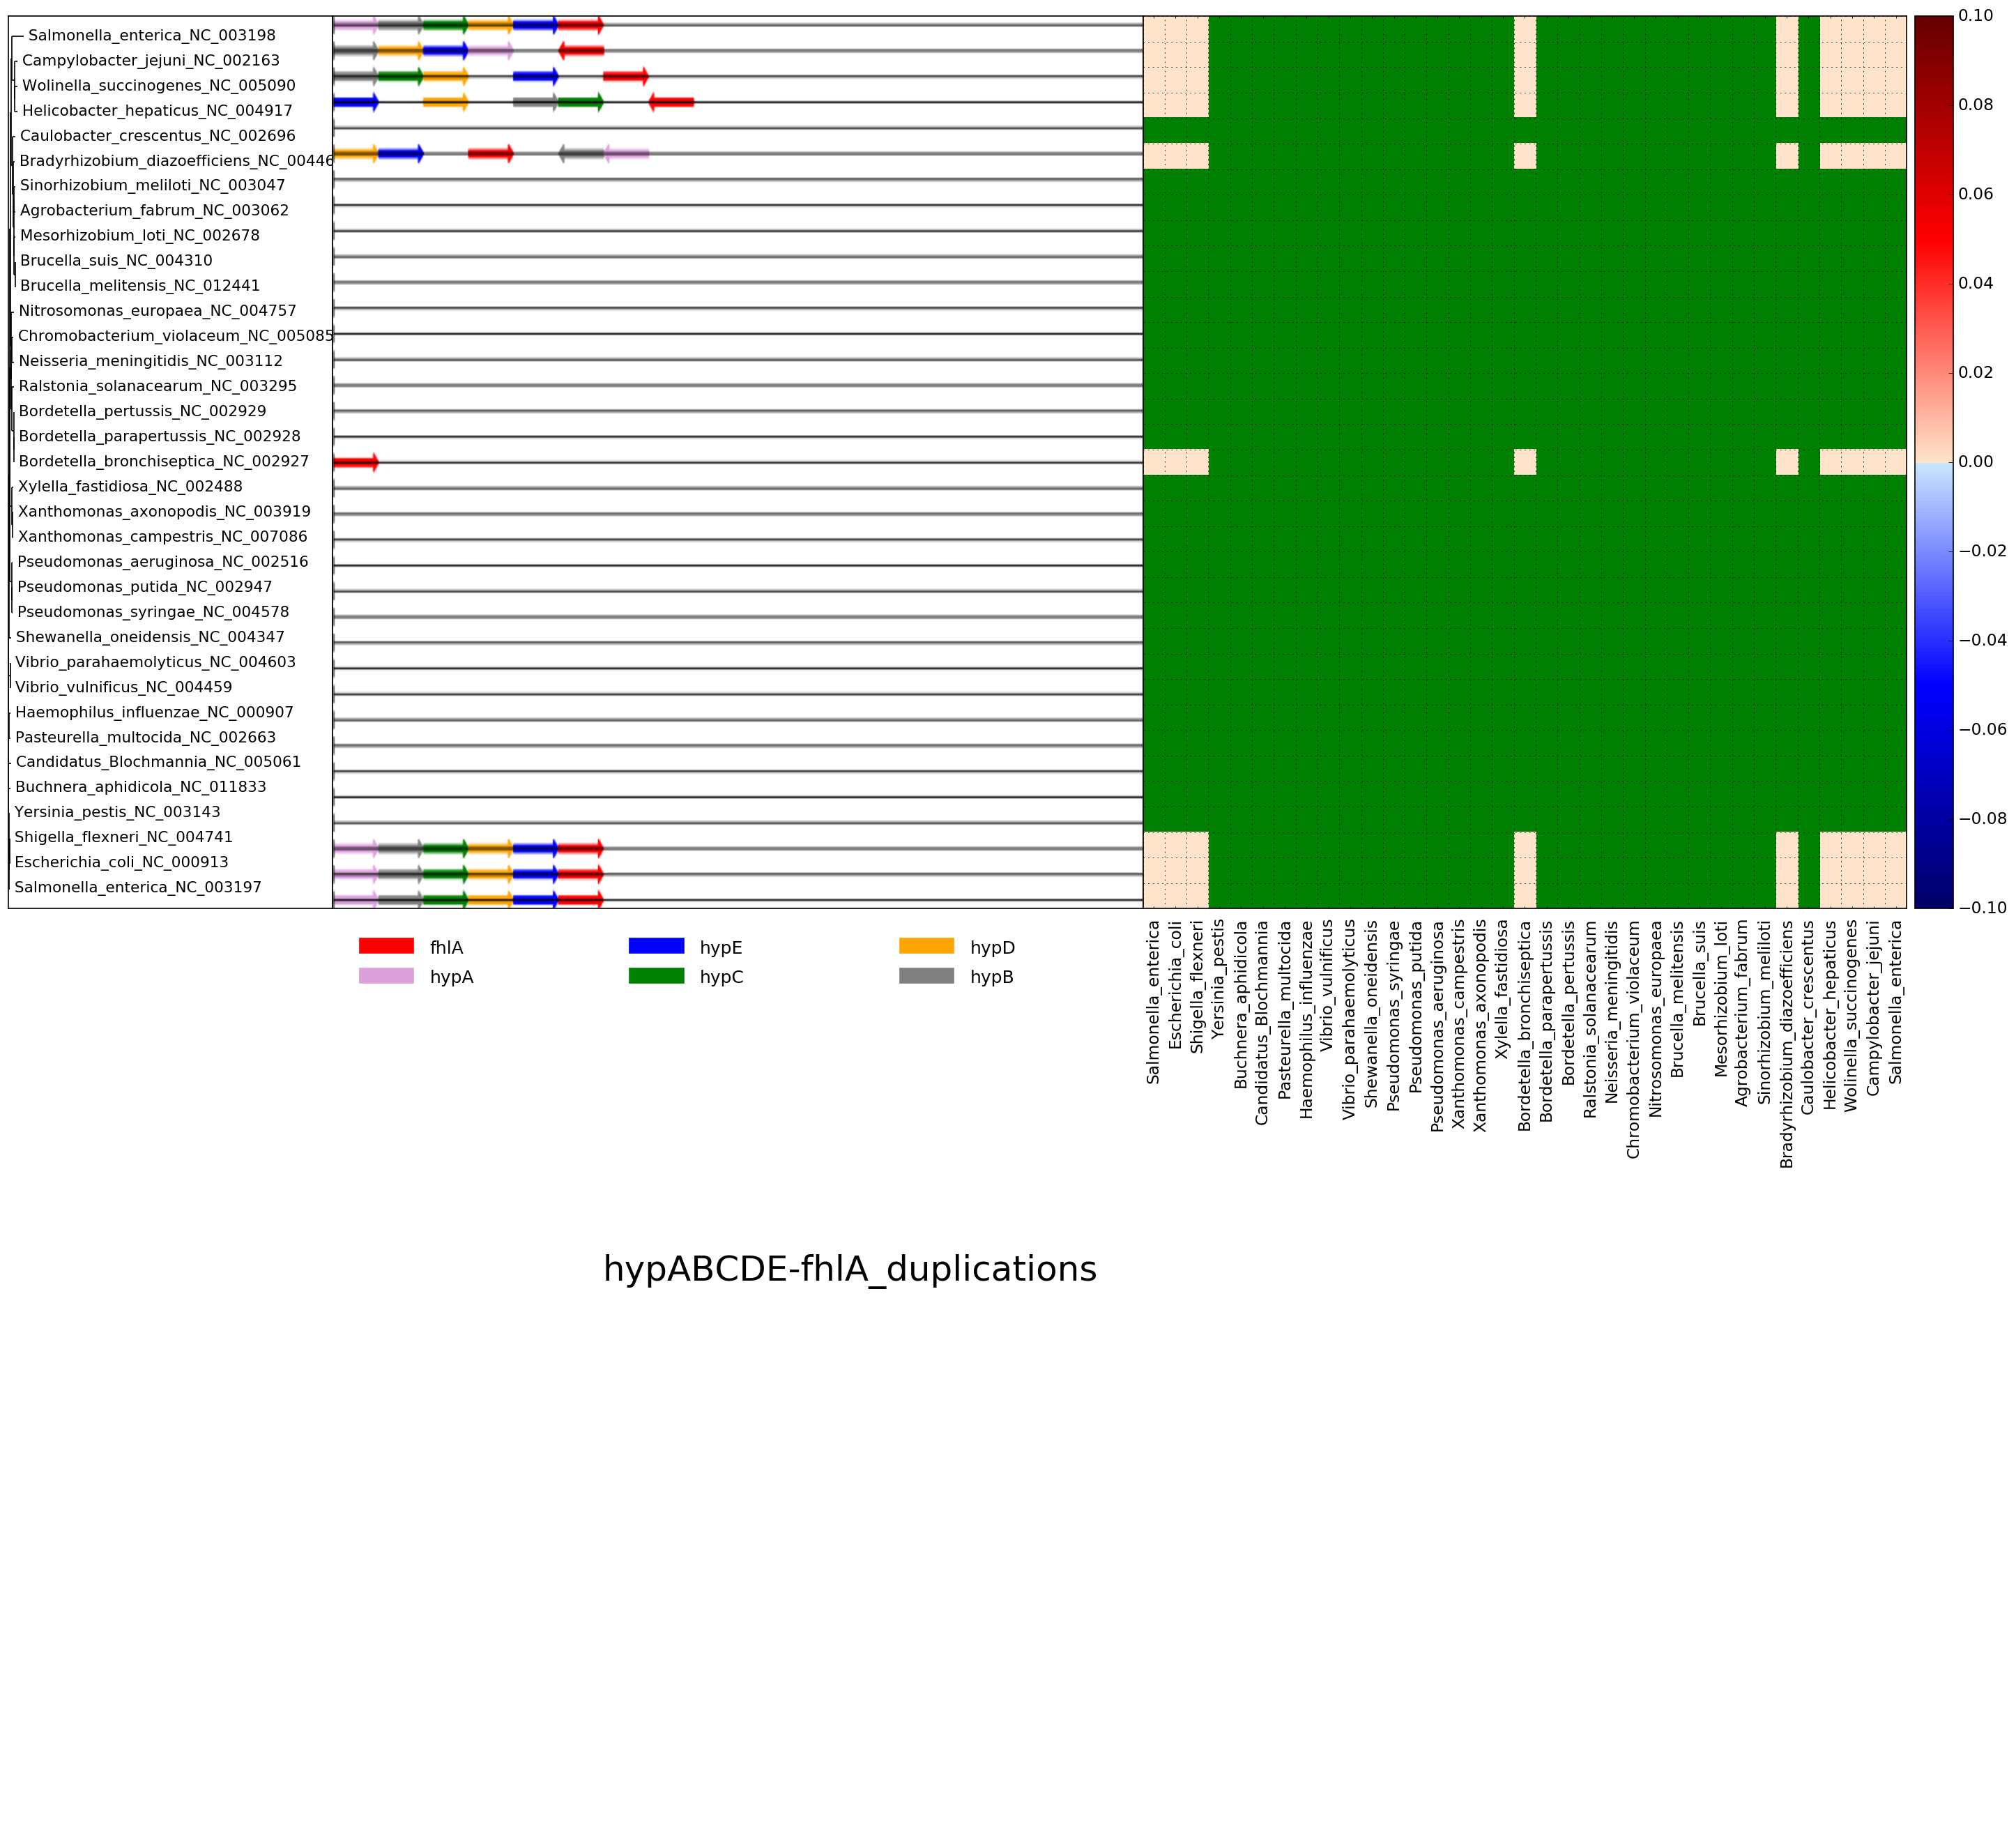 Salmonella_enterica_NC_003198
Campylobacter_jejuni_NC_002163
Wolinella_succinogenes_NC_005090
Helicobacter_hepaticus_NC_004917
Caulobacter_crescentus_NC_002696
Bradyrhizobium_diazoefficiens_NC_00446
Sinorhizobium_meliloti_NC_003047
Agrobacterium_fabrum_NC_003062
Mesorhizobium_loti_NC_002678
Brucella_suis_NC_004310
Brucella_melitensis_NC_012441
Nitrosomonas_europaea_NC_004757
Chromobacterium_violaceum_NC_005085
Neisseria_meningitidis_NC_003112
Ralstonia_solanacearum_NC_003295
Bordetella_pertussis_NC_002929
Bordetella_parapertussis_NC_002928
Bordetella_bronchiseptica_NC_002927
Xylella_fastidiosa_NC_002488
Xanthomonas_axonopodis_NC_003919
Xanthomonas_campestris_NC_007086
Pseudomonas_aeruginosa_NC_002516
Pseudomonas_putida_NC_002947
Pseudomonas_syringae_NC_004578
Shewanella_oneidensis_NC_004347
Vibrio_parahaemolyticus_NC_004603
Vibrio_vulnificus_NC_004459
Haemophilus_influenzae_NC_000907
Pasteurella_multocida_NC_002663
Candidatus_Blochmannia_NC_005061
Buchnera_aphidicola_NC_011833
Yersinia_pestis_NC_003143
Shigella_flexneri_NC_004741
Escherichia_coli_NC_000913
Salmonella_enterica_NC_003197
0.10
0.08
0.06
0.04
0.02
0.00
−0.02
−0.04
−0.06
−0.08
−0.10
fhlA hypE hypD
hypA hypC hypB
Salmonella_enterica
Escherichia_coli
Shigella_flexneri
Yersinia_pestis
Buchnera_aphidicola
Candidatus_Blochmannia
Pasteurella_multocida
Haemophilus_influenzae
Vibrio_vulnificus
Vibrio_parahaemolyticus
Shewanella_oneidensis
Pseudomonas_syringae
Pseudomonas_putida
Pseudomonas_aeruginosa
Xanthomonas_campestris
Xanthomonas_axonopodis
Xylella_fastidiosa
Bordetella_bronchiseptica
Bordetella_parapertussis
Bordetella_pertussis
Ralstonia_solanacearum
Neisseria_meningitidis
Chromobacterium_violaceum
Nitrosomonas_europaea
Brucella_melitensis
Brucella_suis
Mesorhizobium_loti
Agrobacterium_fabrum
Sinorhizobium_meliloti
Bradyrhizobium_diazoefficiens
Caulobacter_crescentus
Helicobacter_hepaticus
Wolinella_succinogenes
Campylobacter_jejuni
Salmonella_enterica
hypABCDE-fhlA_duplications